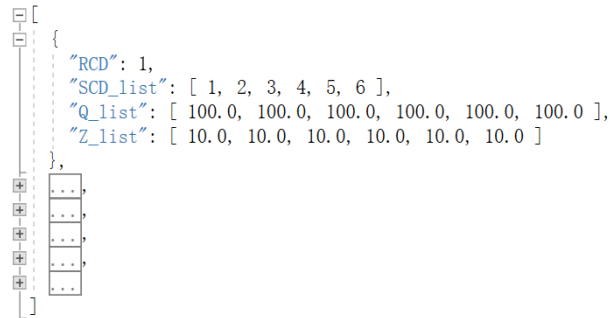 [
{
"RCD": 1,
"SCD_list": [ 1, 2, 3, 4, 5, 6 ],
"Q_list": [ 100.0, 100.0, 100.0, 100.0, 100.0, 100.0 ],
"Z_list": [ 10.0, 10.0, 10.0, 10.0, 10.0, 10.0 ]
},
...,
...,
...,
...,
...
]